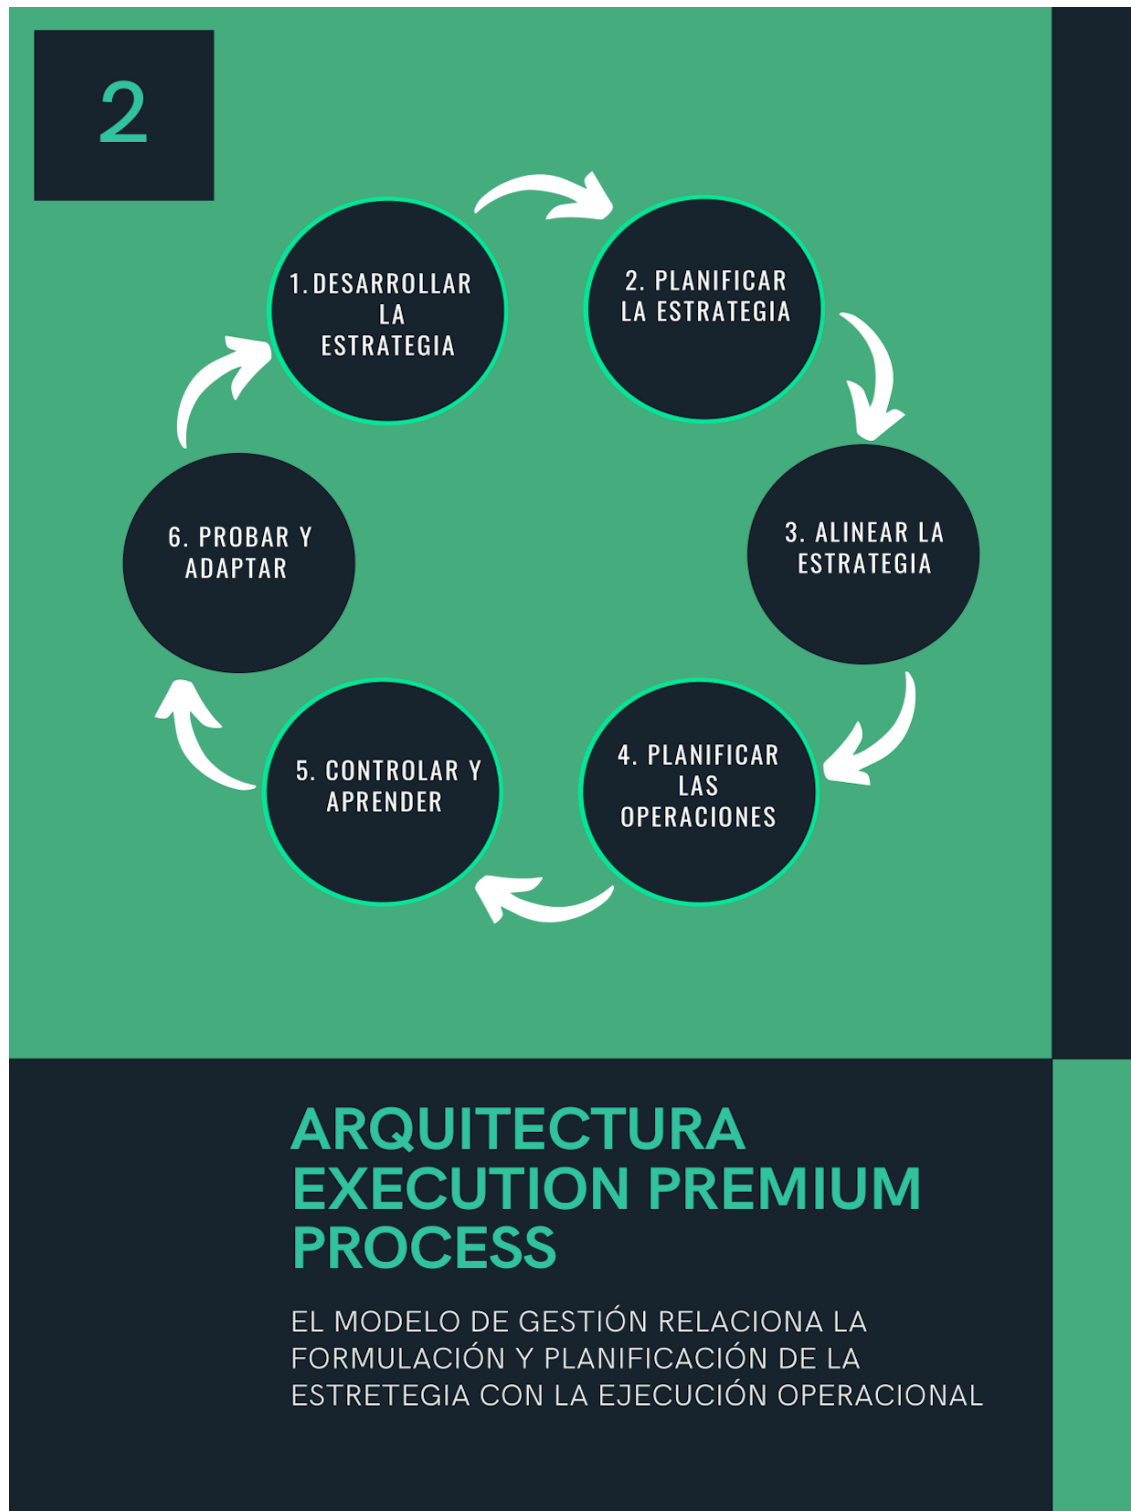 2
1. DESARROLLAR
LA
ESTRATEGIA
2. PLANIFICAR
LA ESTRATEGIA
3. ALINEAR LA
ESTRATEGIA
4. PLANIFICAR
LAS
OPERACIONES
5. CONTROLAR Y
APRENDER
6. PROBAR Y
ADAPTAR
ARQUITECTURA
EXECUTION PREMIUM
PROCESS
EL MODELO DE GESTIÓN RELACIONA LA
FORMULACIÓN Y PLANIFICACIÓN DE LA
ESTRETEGIA CON LA EJECUCIÓN OPERACIONAL